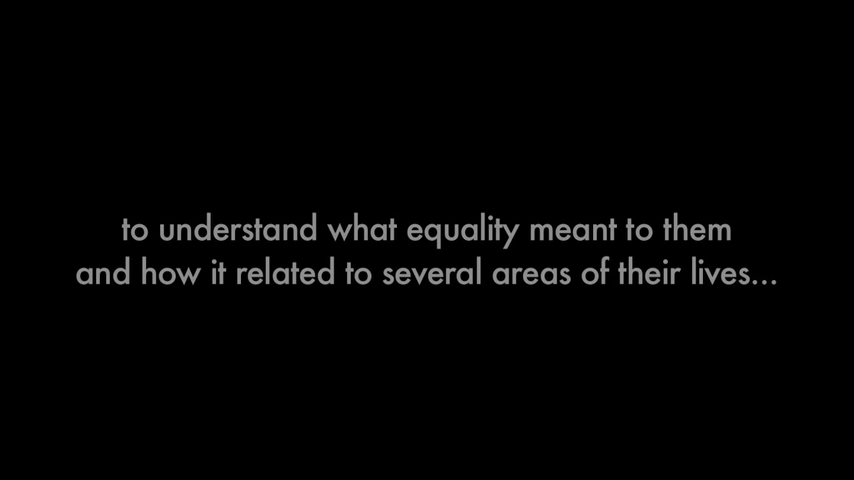 to understand what equality meant to them
and how it related to several areas of their lives...